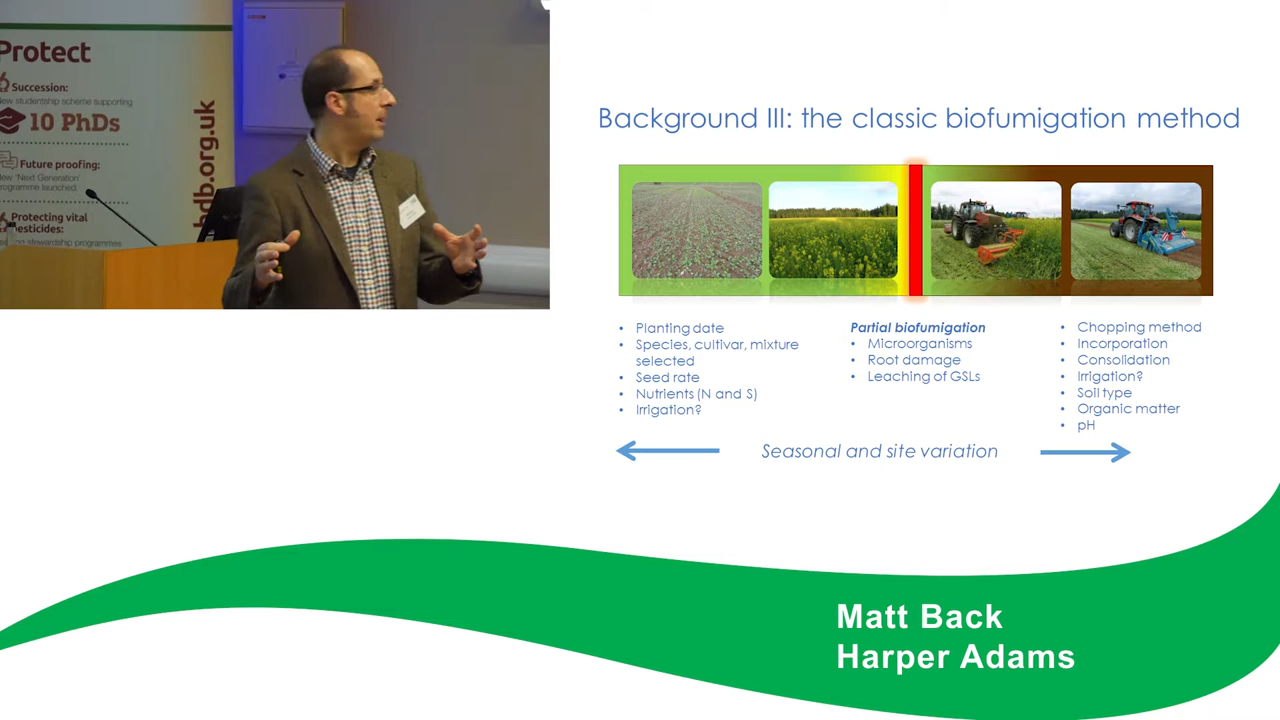 Protect
Succession:
New studentship scheme supporting
10 PhDs
Future proofing:
New 'Next Generation'
programme launched.
Protecting vital
pesticides:
stewardship programmes
hdb.org.uk
Background III: the classic biofumigation method
• Planting date
• Species, cultivar, mixture
selected
• Seed rate
• Nutrients (N and S)
• Irrigation?
Partial biofumigation
• Microorganisms
• Root damage
• Leaching of GSLs
• Chopping method
• Incorporation
• Consolidation
• Irrigation?
• Soil type
• Organic matter
• pH
Seasonal and site variation
Matt Back
Harper Adams